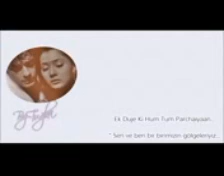 Ek Duje Ki Hum Tum Parchaiyaan..
" Sen ve ben bir birimizin gölgeleriyiz..